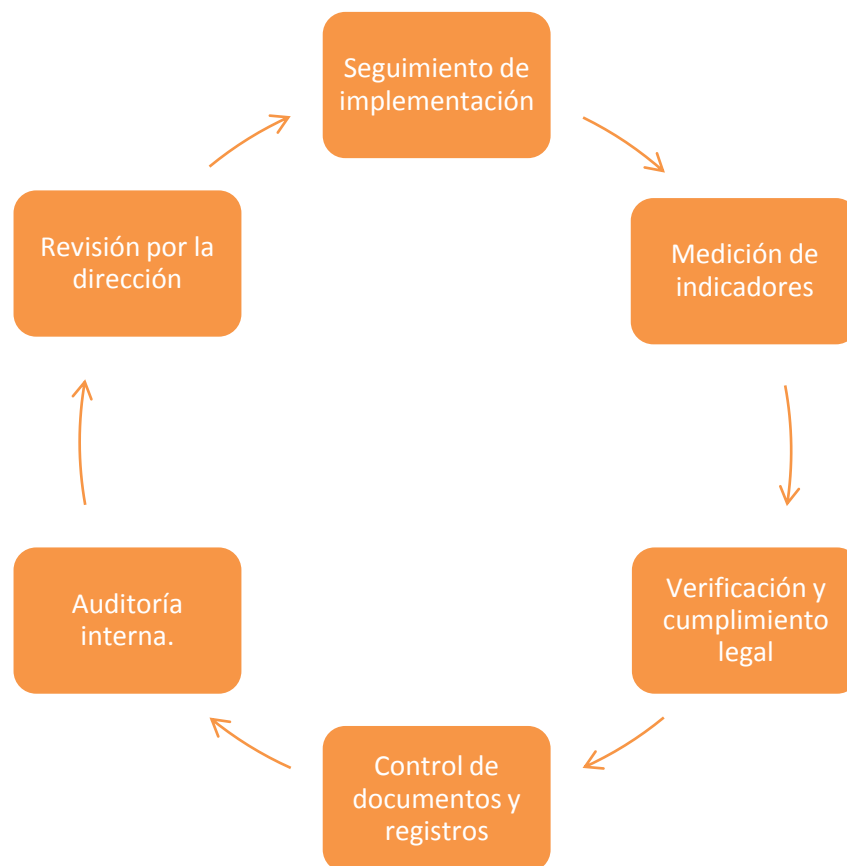 Seguimiento de
implementación
Medición de
indicadores
Verificación y
cumplimiento
legal
Control de
documentos y
registros
Auditoría
interna.
Revisión por la
dirección